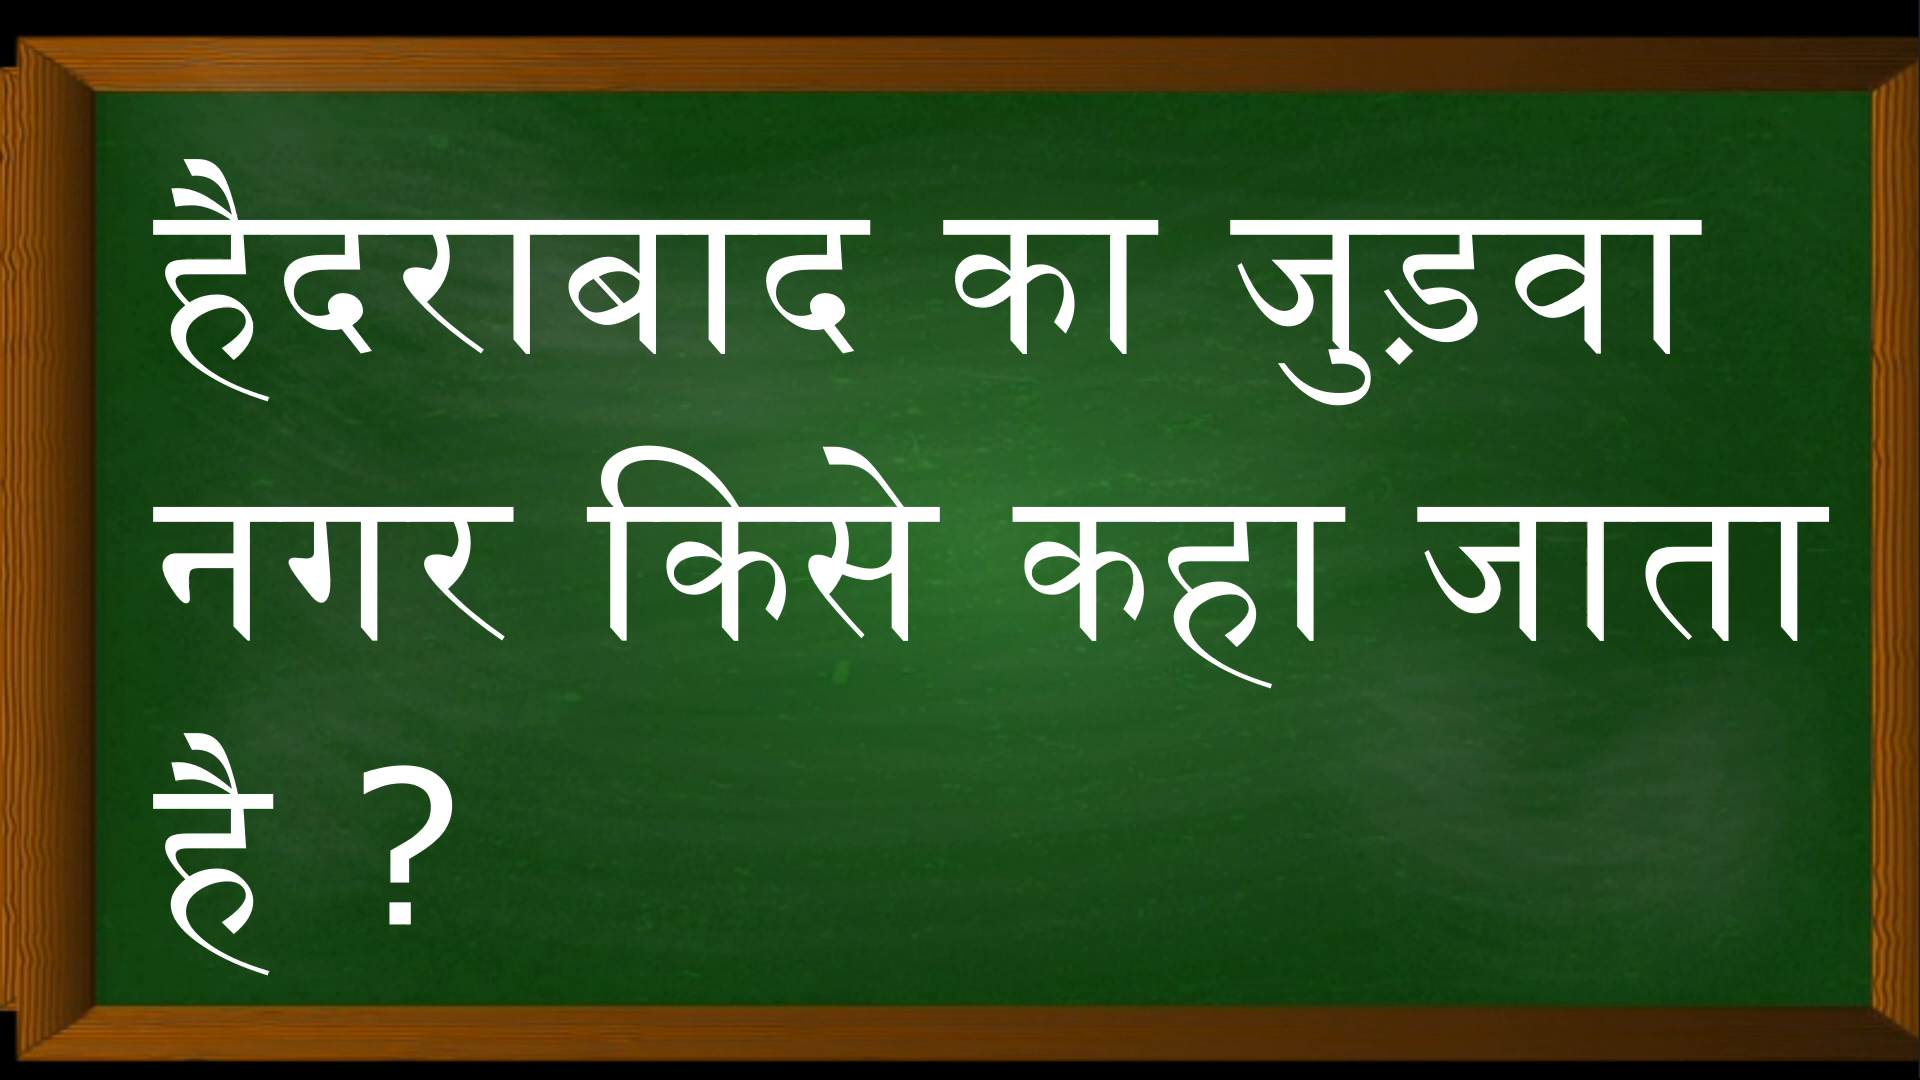 हैदराबाद का जुड़वा
नगर किसे कहा जाता
है ?